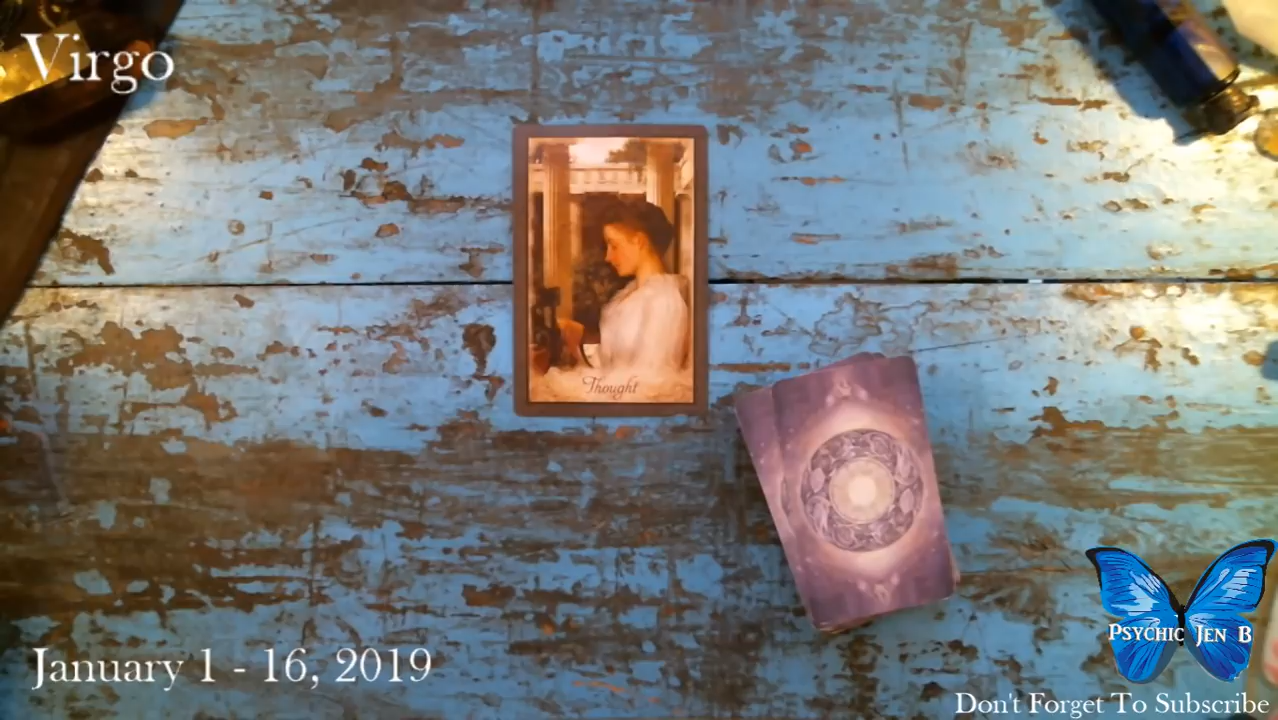 Virgo
Thought
January 1 - 16, 2019
Psychic Jen B
Don't Forget To Subscribe